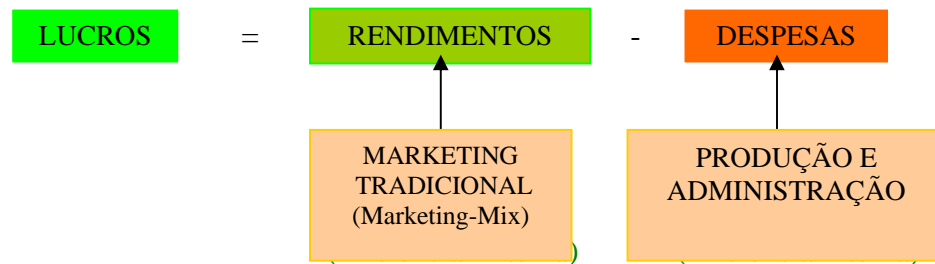 LUCROS = RENDIMENTOS - DESPESAS
MARKETING
TRADICIONAL
(Marketing-Mix)
PRODUÇÃO E
ADMINISTRAÇÃO